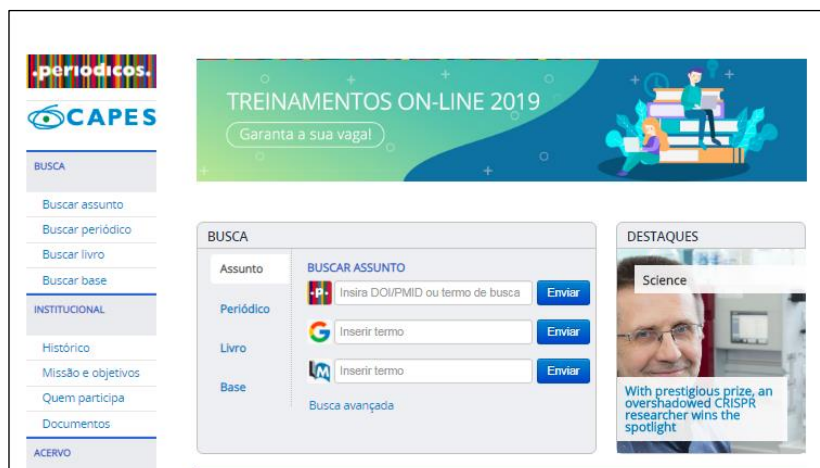 .periodicos.
CAPES
BUSCA
Buscar assunto
Buscar periódico
Buscar livro
Buscar base
INSTITUCIONAL
Histórico
Missão e objetivos
Quem participa
Documentos
ACERVO
TREINAMENTOS ON-LINE 2019
Garanta a sua vaga!
BUSCA
Assunto
Periódico
Livro
Base
BUSCAR ASSUNTO
.P. Insira DOI/PMID ou termo de busca Enviar
G Inserir termo Enviar
M Inserir termo Enviar
Busca avançada
DESTAQUES
Science
With prestigious prize, an
overshadowed CRISPR
researcher wins the
spotlight